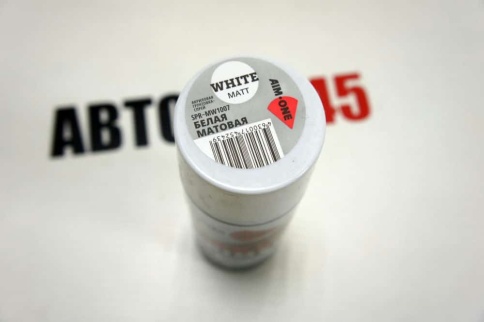 АВТО 45
WHITE
MATT
AIM-ONE
SPR-MW1007
БЕЛАЯ
МАТОВАЯ